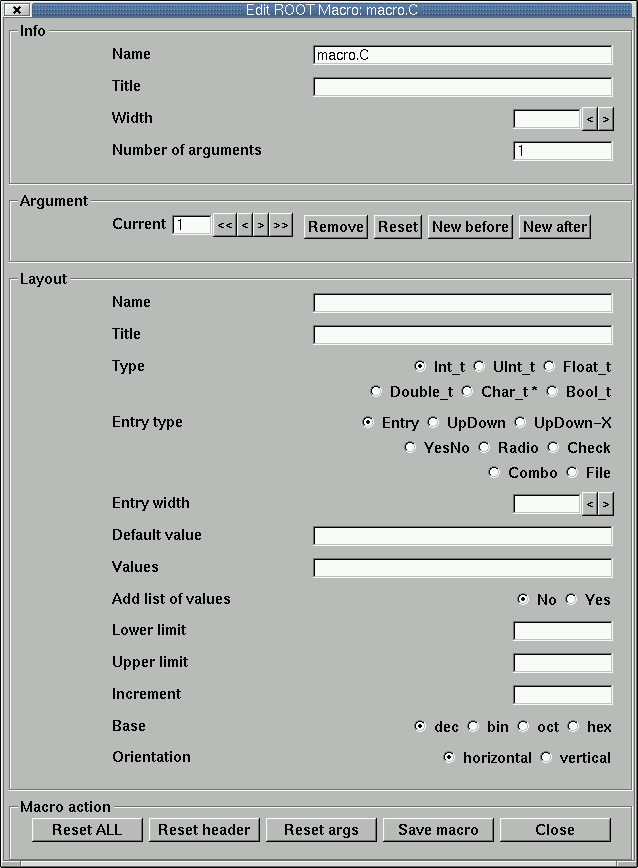 Edit ROOT Macro: macro.C
Info
Name macro.C
Title
Width < >
Number of arguments 1
Argument
Current 1 << < > >> Remove Reset New before New after
Layout
Name
Title
Type Int_t UInt_t Float_t
Double_t Char_t * Bool_t
Entry type Entry UpDown UpDown-X
YesNo Radio Check
Combo File
Entry width < >
Default value
Values
Add list of values No Yes
Lower limit
Upper limit
Increment
Base dec bin oct hex
Orientation horizontal vertical
Macro action
Reset ALL Reset header Reset args Save macro Close